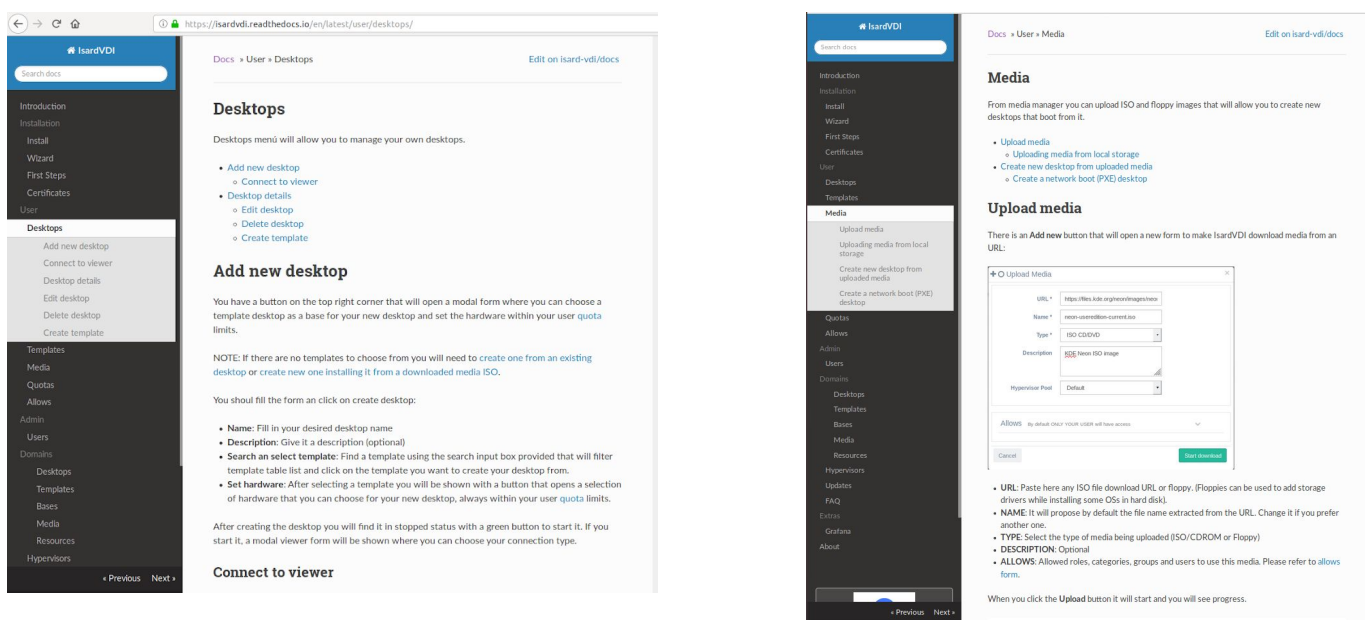 https://isardvdi.readthedocs.io/en/latest/user/desktops/
IsardVDI
Search docs
Introduction
Installation
Install
Wizard
First Steps
Certificates
User
Desktops
Add new desktop
Connect to viewer
Desktop details
Edit desktop
Delete desktop
Create template
Templates
Media
Quotas
Allows
Admin
Users
Domains
Desktops
Templates
Bases
Media
Resources
Hypervisors
« Previous Next »
Docs » User » Desktops Edit on isard-vdi/docs
Desktops
Desktops menú will allow you to manage your own desktops.
• Add new desktop
◦ Connect to viewer
• Desktop details
◦ Edit desktop
◦ Delete desktop
◦ Create template
Add new desktop
You have a button on the top right corner that will open a modal form where you can choose a
template desktop as a base for your new desktop and set the hardware within your user quota
limits.
NOTE: If there are no templates to choose from you will need to create one from an existing
desktop or create new one installing it from a downloaded media ISO.
You shoul fill the form an click on create desktop:
• Name: Fill in your desired desktop name
• Description: Give it a description (optional)
• Search an select template: Find a template using the search input box provided that will filter
template table list and click on the template you want to create your desktop from.
• Set hardware: After selecting a template you will be shown with a button that opens a selection
of hardware that you can choose for your new desktop, always within your user quota limits.
After creating the desktop you will find it in stopped status with a green button to start it. If you
start it, a modal viewer form will be shown where you can choose your connection type.
Connect to viewer
IsardVDI
Search docs
Introduction
Installation
Install
Wizard
First Steps
Certificates
User
Desktops
Templates
Media
Upload media
Uploading media from local
storage
Create new desktop from
uploaded media
Create a network boot (PXE)
desktop
Quotas
Allows
Admin
Users
Domains
Desktops
Templates
Bases
Media
Resources
Hypervisors
Updates
FAQ
Extras
Grafana
About
« Previous Next »
Docs » User » Media Edit on isard-vdi/docs
Media
From media manager you can upload ISO and floppy images that will allow you to create new
desktops that boot from it.
• Upload media
◦ Uploading media from local storage
• Create new desktop from uploaded media
◦ Create a network boot (PXE) desktop
Upload media
There is an Add new button that will open a new form to make IsardVDI download media from an
URL:
Upload Media ×
URL * https://files.kde.org/neon/images/neo
Name * neon-useredition-current.iso
Type * ISO CD/DVD
Description KDE Neon ISO image
Hypervisor Pool Default
Allows By default ONLY YOUR USER will have access
Cancel Start download
• URL: Paste here any ISO file download URL or floppy. (Floppies can be used to add storage
drivers while installing some OSs in hard disk).
• NAME: It will propose by default the file name extracted from the URL. Change it if you prefer
another one.
• TYPE: Select the type of media being uploaded (ISO/CDROM or Floppy)
• DESCRIPTION: Optional
• ALLOWS: Allowed roles, categories, groups and users to use this media. Please refer to allows
form.
When you click the Upload button it will start and you will see progress.